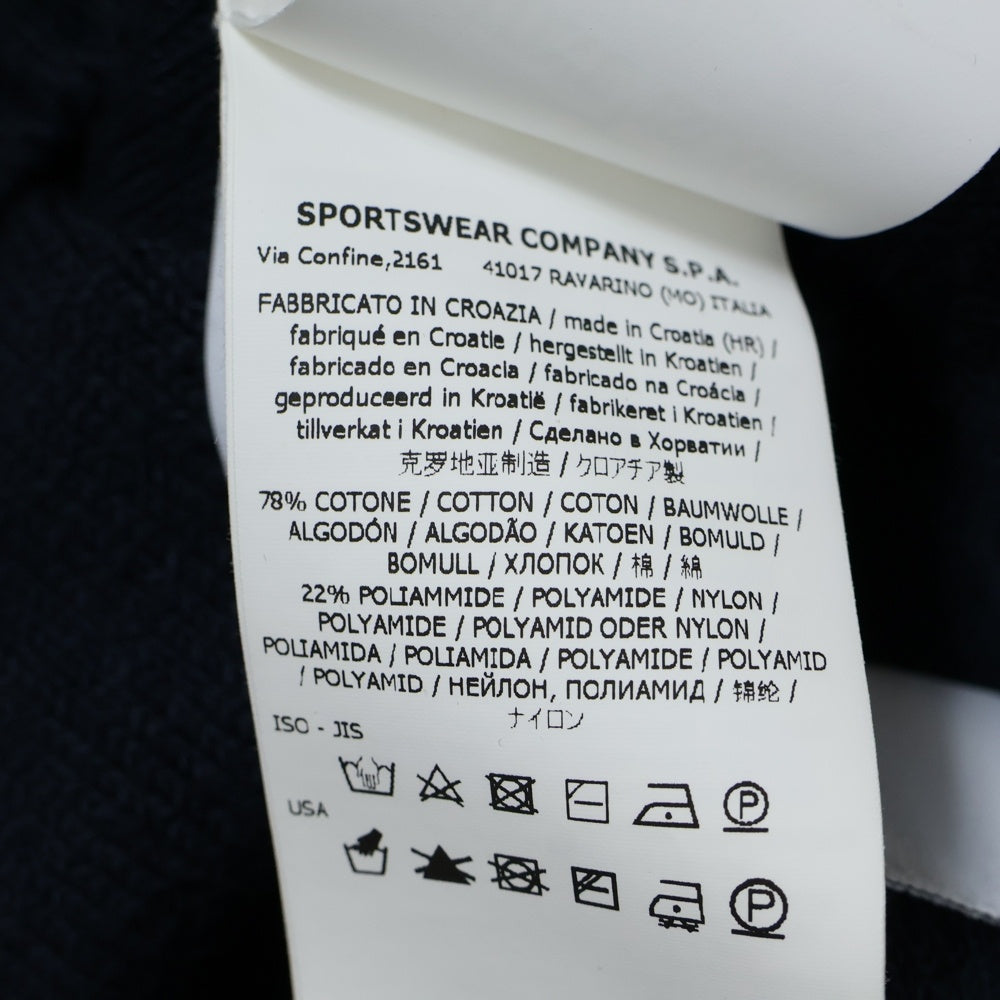 SPORTSWEAR COMPANY S.P.A.
Via Confine,2161 41017 RAVARINO (MO) ITALIA
FABBRICATO IN CROAZIA / made in Croatia (HR) /
fabriqué en Croatie / hergestellt in Kroatien /
fabricado en Croacia / fabricado na Croácia /
geproduceerd in Kroatië / fabrikeret i Kroatien /
tillverkat i Kroatien / Сделано в Хорватии /
克罗地亚制造 / クロアチア製
78% COTONE / COTTON / COTON / BAUMWOLLE /
ALGODÓN / ALGODÃO / KATOEN / BOMULD /
BOMULL / ХЛОПОК / 棉 / 綿
22% POLIAMMIDE / POLYAMIDE / NYLON /
POLYAMIDE / POLYAMID ODER NYLON /
POLIAMIDA / POLIAMIDA / POLYAMIDE / POLYAMID
/ POLYAMID / НЕЙЛОН, ПОЛИАМИД / 锦纶 /
ナイロン
ISO - JIS
P
USA
P